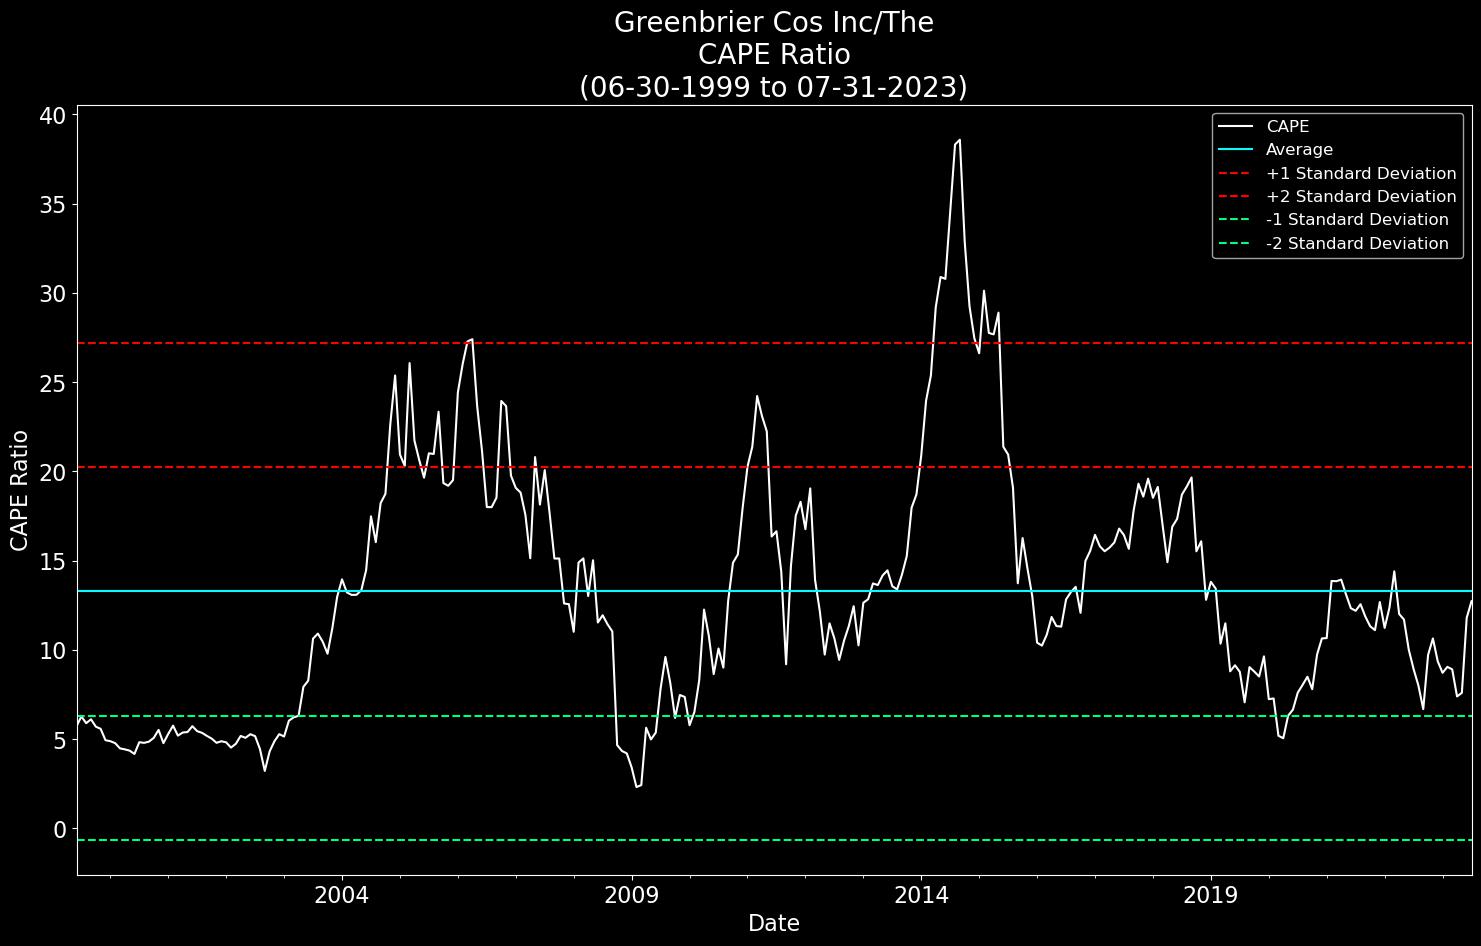 Greenbrier Cos Inc/The
CAPE Ratio
(06-30-1999 to 07-31-2023)
CAPE
Average
+1 Standard Deviation
+2 Standard Deviation
-1 Standard Deviation
-2 Standard Deviation
CAPE Ratio
40
35
30
25
20
15
10
5
0
2004
2009
2014
2019
Date